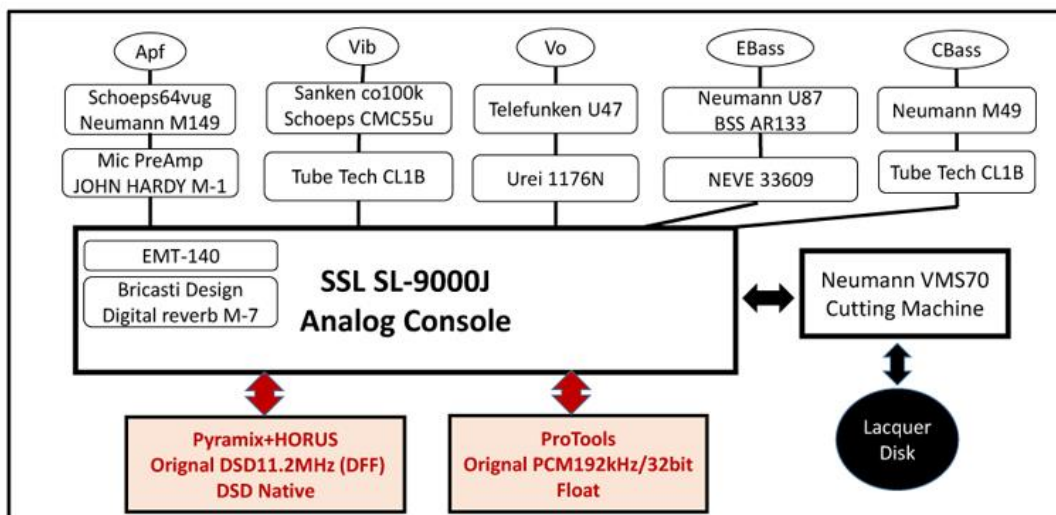 Apf
Vib
Vo
EBass
CBass
Schoeps64vug
Neumann M149
Sanken co100k
Schoeps CMC55u
Telefunken U47
Neumann U87
BSS AR133
Neumann M49
Mic PreAmp
JOHN HARDY M-1
Tube Tech CL1B
Urei 1176N
NEVE 33609
Tube Tech CL1B
EMT-140
Bricasti Design
Digital reverb M-7
SSL SL-9000J
Analog Console
Neumann VMS70
Cutting Machine
Pyramix+HORUS
Orignal DSD11.2MHz (DFF)
DSD Native
ProTools
Orignal PCM192kHz/32bit
Float
Lacquer
Disk